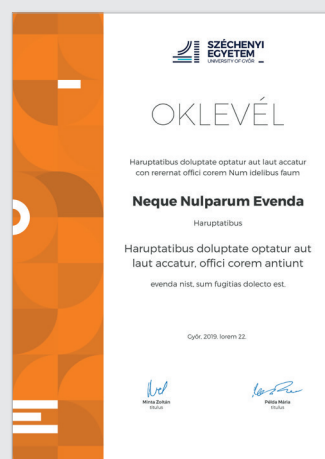 SZÉCHENYI
EGYETEM
UNIVERSITY OF GYŐR
OKLEVÉL
Haruptatibus doluptate optatur aut laut accatur
con rerernat offici corem Num idelibus faum
Neque Nulparum Evenda
Haruptatibus
Haruptatibus doluptate optatur aut
laut accatur, offici corem antiunt
evenda nist, sum fugitias dolecto est.
Győr, 2019. lorem 22.
Minta Zoltán
titulus
Példa Mária
titulus